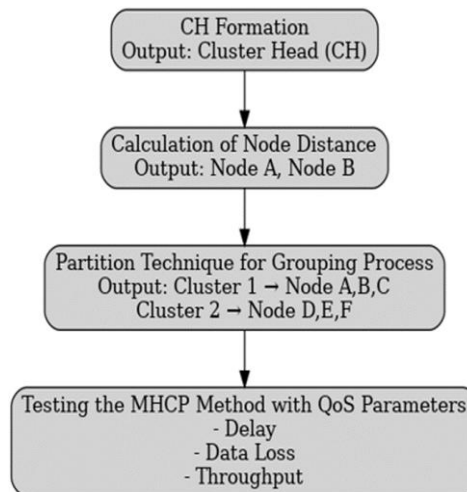 CH Formation
Output: Cluster Head (CH)
Calculation of Node Distance
Output: Node A, Node B
Partition Technique for Grouping Process
Output: Cluster 1 → Node A,B,C
Cluster 2 → Node D,E,F
Testing the MHCP Method with QoS Parameters
- Delay
- Data Loss
- Throughput